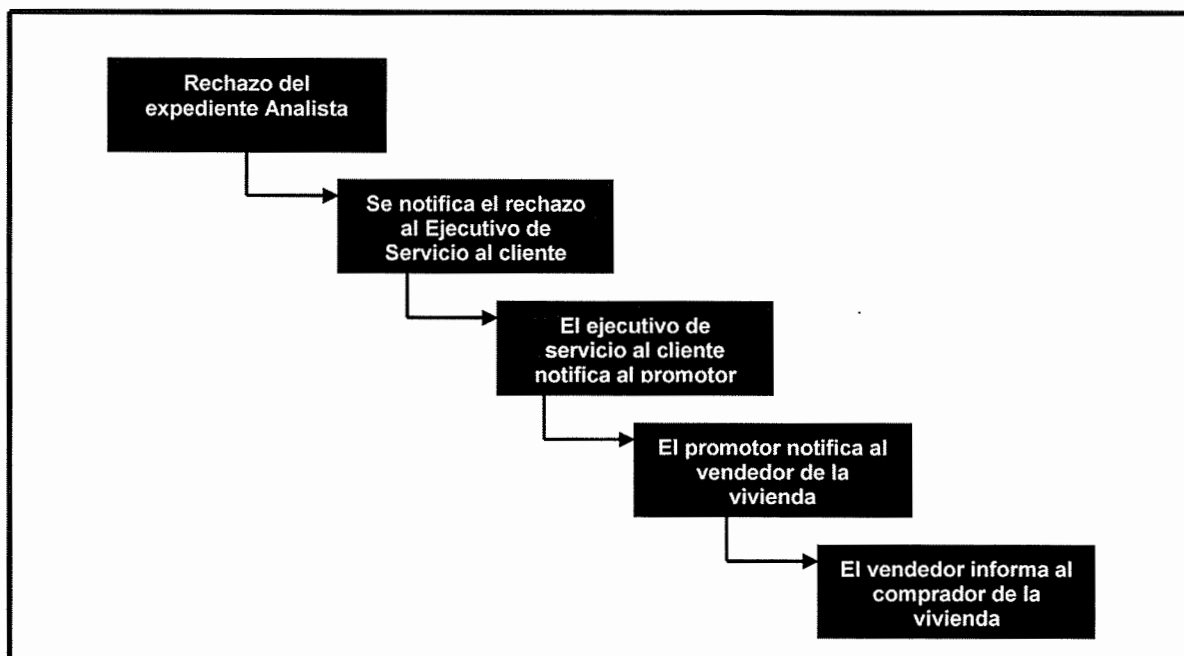 Rechazo del
expediente Analista
Se notifica el rechazo
al Ejecutivo de
Servicio al cliente
El ejecutivo de
servicio al cliente
notifica al promotor
El promotor notifica al
vendedor de la
vivienda
El vendedor informa al
comprador de la
vivienda